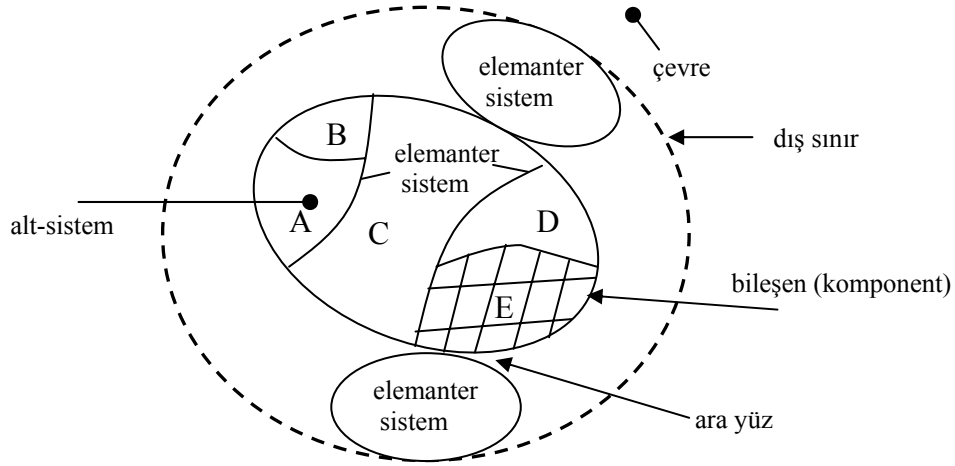 elemanter
sistem
çevre
dış sınır
B
elemanter
sistem
A
C
D
alt-sistem
bileşen (komponent)
E
elemanter
sistem
ara yüz